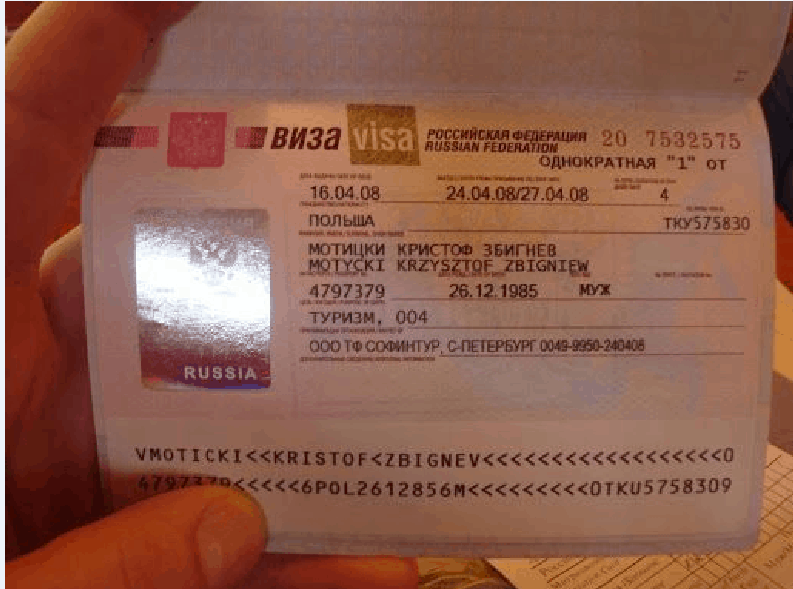 ВИЗА visa РОССИЙСКАЯ ФЕДЕРАЦИЯ 20 7532575
RUSSIAN FEDERATION
ОДНОКРАТНАЯ "1" ОТ
16.04.08 24.04.08/27.04.08 4
ПОЛЬША ТКУ575830
МОТИЦКИ КРИСТОФ ЗБИГНЕВ
MOTYCKI KRZYSZTOF ZBIGNIEW
4797379 26.12.1985 МУЖ
ТУРИЗМ, 004
ООО ТФ СОФИНТУР, С-ПЕТЕРБУРГ 0049-9950-240408
RUSSIA
VMOTICKI<<KRISTOF<ZBIGNEV<<<<<<<<<<<<<<<<<<0
4797379<<<<<6POL2612856M<<<<<<<<<0TKU5758309